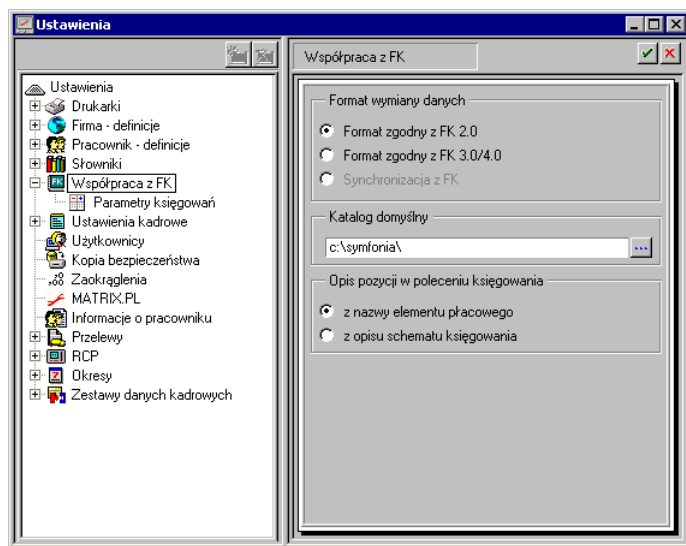 Ustawienia
Ustawienia
Drukarki
Firma - definicje
Pracownik - definicje
Słowniki
Współpraca z FK
Parametry księgowań
Ustawienia kadrowe
Użytkownicy
Kopia bezpieczeństwa
Zaokrąglenia
MATRIX.PL
Informacje o pracowniku
Przelewy
RCP
Okresy
Zestawy danych kadrowych
Współpraca z FK
Format wymiany danych
Format zgodny z FK 2.0
Format zgodny z FK 3.0/4.0
Synchronizacja z FK
Katalog domyślny
c:\symfonia\
...
Opis pozycji w poleceniu księgowania
z nazwy elementu płacowego
z opisu schematu księgowania